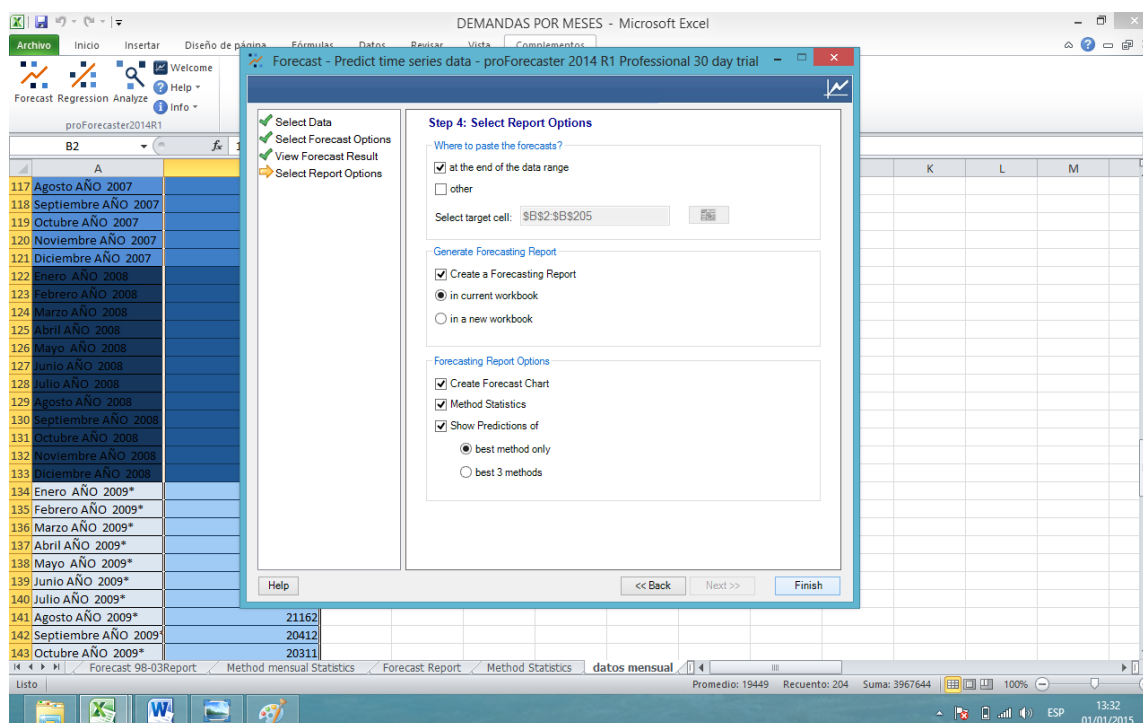 DEMANDAS POR MESES - Microsoft Excel
Archivo Inicio Insertar Diseño de página Fórmulas Datos Revisar Vista Complementos
Forecast Regression Analyze
Welcome
Help
Info
proForecaster2014R1
B2 fx 1
Forecast - Predict time series data - proForecaster 2014 R1 Professional 30 day trial
Select Data
Select Forecast Options
View Forecast Result
Select Report Options
Step 4: Select Report Options
Where to paste the forecasts?
at the end of the data range
other
Select target cell: $B$2:$B$205
Generate Forecasting Report
Create a Forecasting Report
in current workbook
in a new workbook
Forecasting Report Options
Create Forecast Chart
Method Statistics
Show Predictions of
best method only
best 3 methods
Help << Back Next >> Finish
A K L M
117 Agosto AÑO 2007
118 Septiembre AÑO 2007
119 Octubre AÑO 2007
120 Noviembre AÑO 2007
121 Diciembre AÑO 2007
122 Enero AÑO 2008
123 Febrero AÑO 2008
124 Marzo AÑO 2008
125 Abril AÑO 2008
126 Mayo AÑO 2008
127 Junio AÑO 2008
128 Julio AÑO 2008
129 Agosto AÑO 2008
130 Septiembre AÑO 2008
131 Octubre AÑO 2008
132 Noviembre AÑO 2008
133 Diciembre AÑO 2008
134 Enero AÑO 2009*
135 Febrero AÑO 2009*
136 Marzo AÑO 2009*
137 Abril AÑO 2009*
138 Mayo AÑO 2009*
139 Junio AÑO 2009*
140 Julio AÑO 2009*
141 Agosto AÑO 2009* 21162
142 Septiembre AÑO 2009* 20412
143 Octubre AÑO 2009* 20311
Forecast 98-03Report Method mensual Statistics Forecast Report Method Statistics datos mensual
Listo Promedio: 19449 Recuento: 204 Suma: 3967644 100%
ESP 13:32
01/01/2015